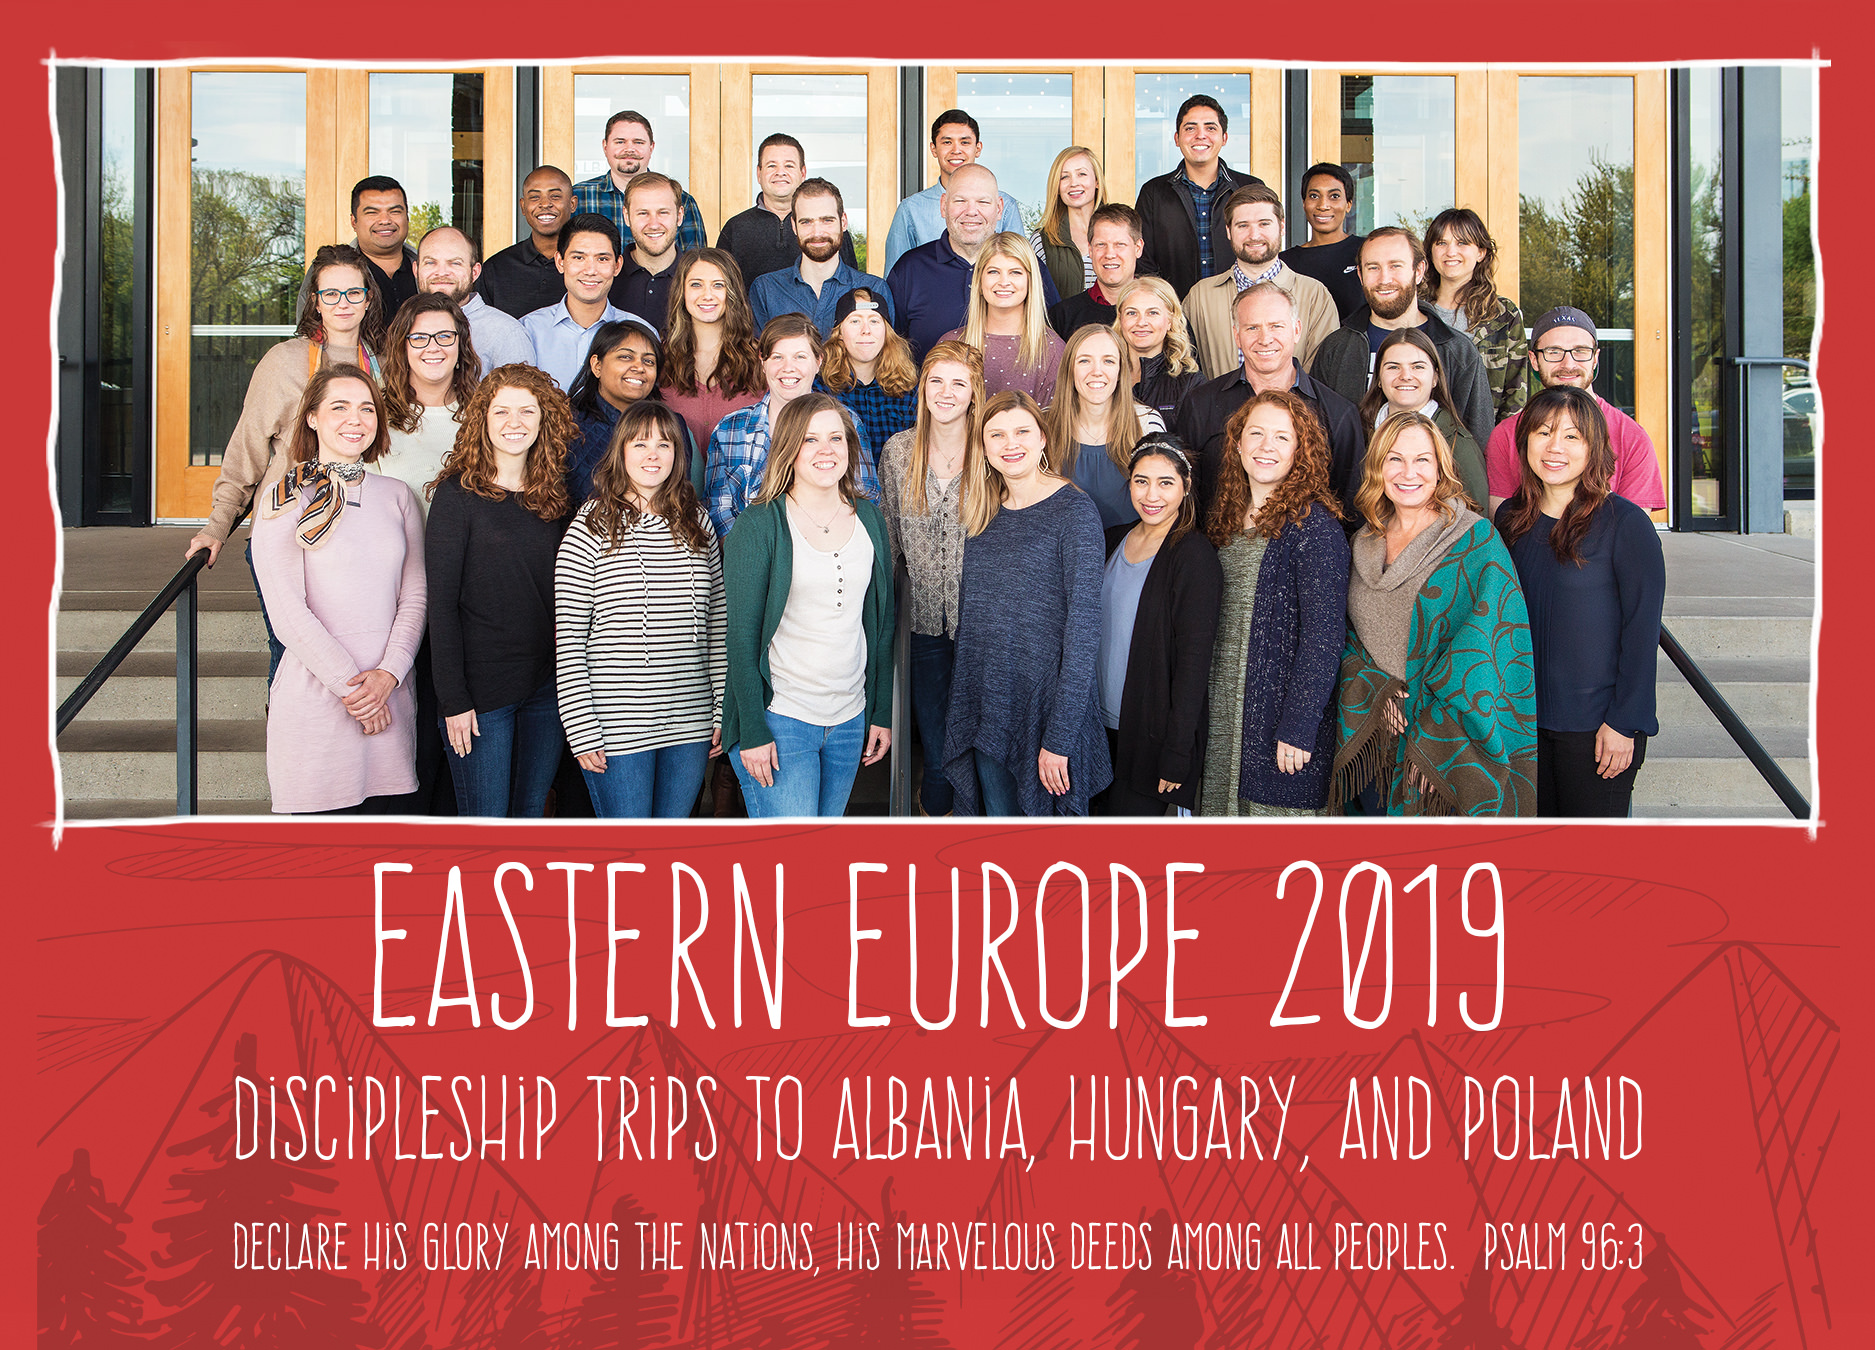 EASTERN EUROPE 2019
DiSCiPLESHiP TRiPS TO ALBANiA, HUNGARY, AND POLAND
DECLARE HiS GLORY AMONG THE NATiONS, HiS MARVELOUS DEEDS AMONG ALL PEOPLES. PSALM 96:3